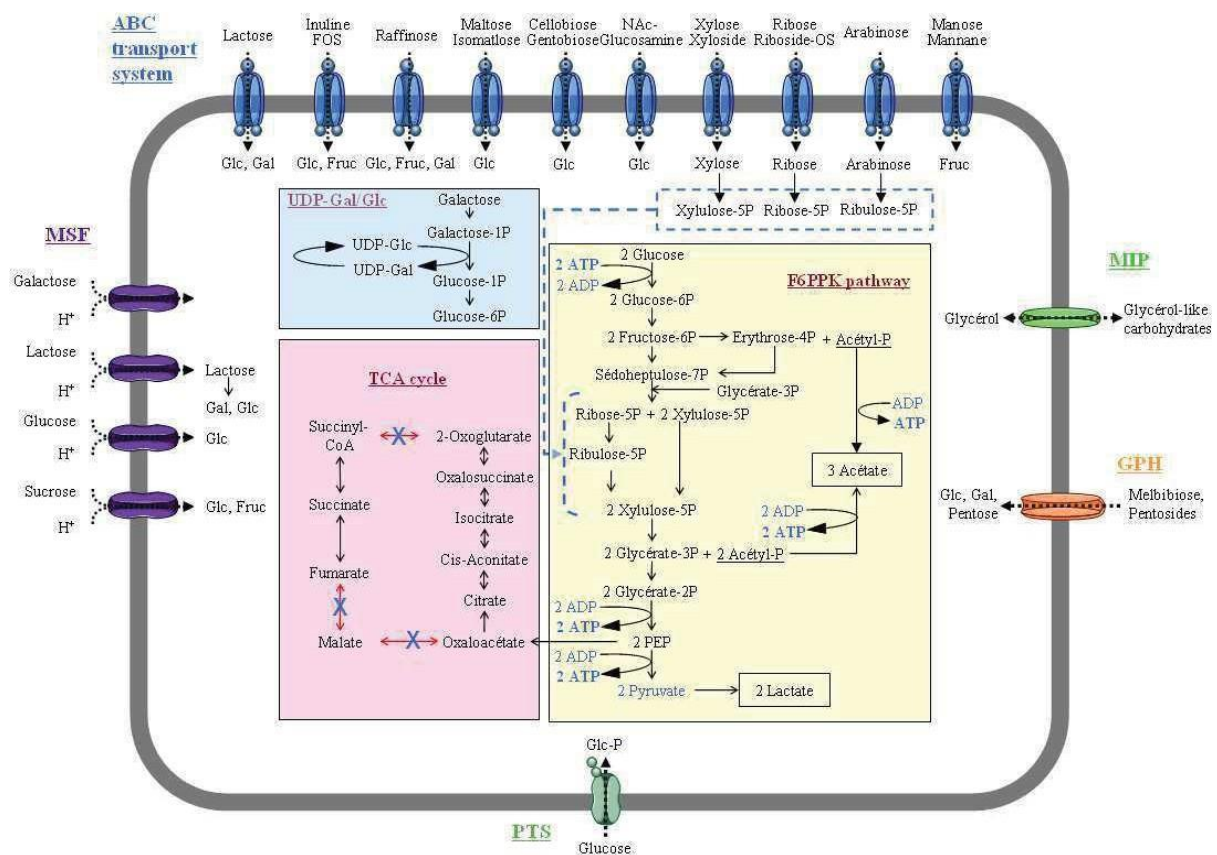 ABC
transport
system
Lactose
Inuline
FOS
Raffinose
Maltose
Isomatlose
Cellobiose
Gentobiose
NAc-
Glucosamine
Xylose
Xyloside
Ribose
Riboside-OS
Arabinose
Manose
Mannane
Glc, Gal
Glc, Fruc
Glc, Fruc, Gal
Glc
Glc
Glc
Xylose
Ribose
Arabinose
Fruc
Xylulose-5P
Ribose-5P
Ribulose-5P
UDP-Gal/Glc
Galactose
Galactose-1P
UDP-Glc
UDP-Gal
Glucose-1P
Glucose-6P
MSF
Galactose
H+
Lactose
H+
Lactose
Gal, Glc
Glucose
H+
Glc
Sucrose
H+
Glc, Fruc
TCA cycle
Succinyl-
CoA
2-Oxoglutarate
Oxalosuccinate
Succinate
Isocitrate
Cis-Aconitate
Fumarate
Citrate
Malate
Oxaloacétate
F6PPK pathway
2 Glucose
2 ATP
2 ADP
2 Glucose-6P
2 Fructose-6P
Erythrose-4P + Acétyl-P
Sédoheptulose-7P
Glycérate-3P
Ribose-5P + 2 Xylulose-5P
ADP
ATP
Ribulose-5P
3 Acétate
2 Xylulose-5P
2 ADP
2 ATP
2 Glycérate-3P + 2 Acétyl-P
2 Glycérate-2P
2 ADP
2 ATP
2 PEP
2 ADP
2 ATP
2 Pyruvate
2 Lactate
MIP
Glycérol
Glycérol-like
carbohydrates
GPH
Glc, Gal,
Pentose
Melbibiose,
Pentosides
Glc-P
PTS
Glucose